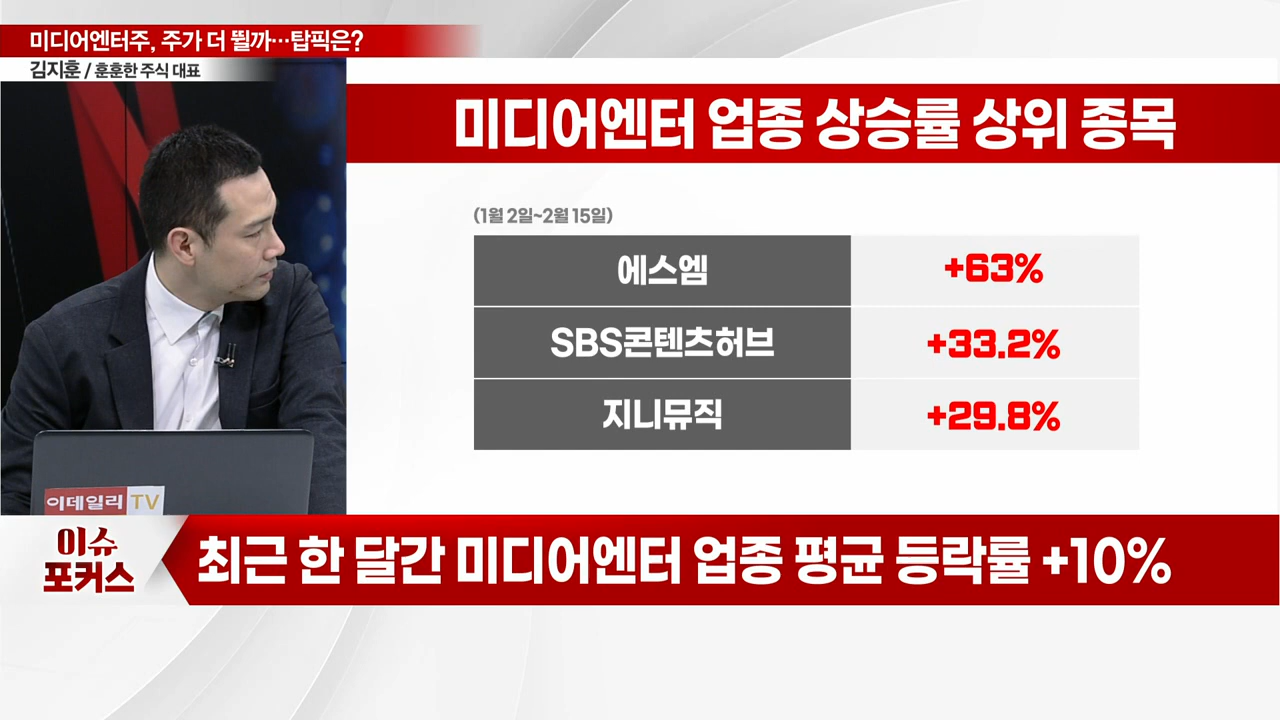 미디어엔터주, 주가 더 뛸까…탑픽은?
김지훈 / 훈훈한 주식 대표
미디어엔터 업종 상승률 상위 종목
(1월 2일~2월 15일)
에스엠 +63%
SBS콘텐츠허브 +33.2%
지니뮤직 +29.8%
이데일리 TV
이슈
포커스
최근 한 달간 미디어엔터 업종 평균 등락률 +10%